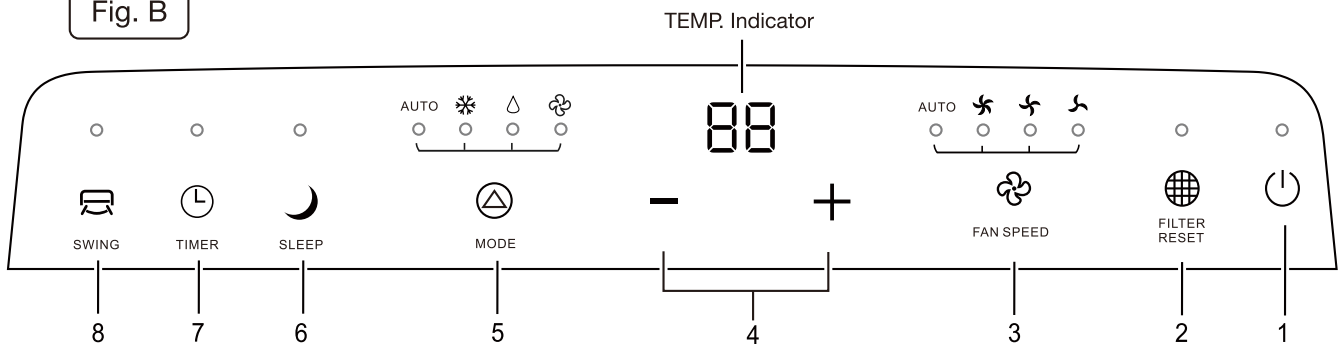 Fig. B
TEMP. Indicator
AUTO
88
AUTO
SWING
TIMER
SLEEP
MODE
− +
FAN SPEED
FILTER
RESET
8 7 6 5 4 3 2 1